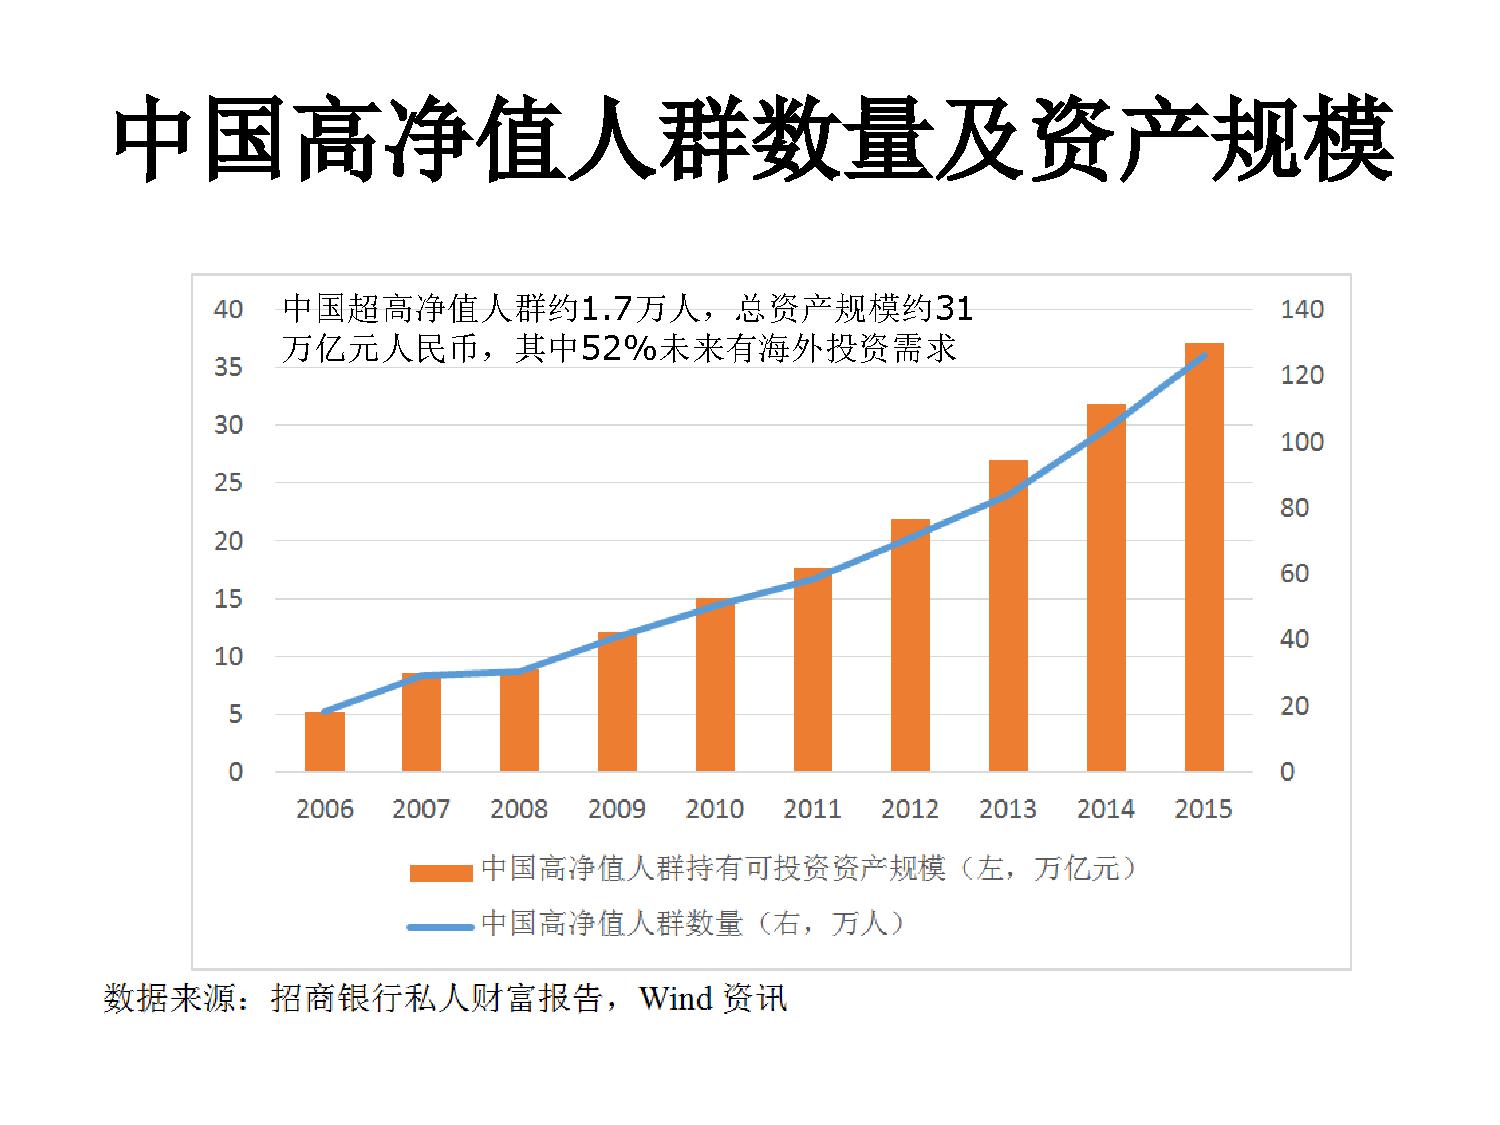 中国高净值人群数量及资产规模
中国超高净值人群约1.7万人，总资产规模约31
万亿元人民币，其中52%未来有海外投资需求
40
35
30
25
20
15
10
5
0
140
120
100
80
60
40
20
0
2006 2007 2008 2009 2010 2011 2012 2013 2014 2015
中国高净值人群持有可投资资产规模（左，万亿元）
中国高净值人群数量（右，万人）
数据来源：招商银行私人财富报告，Wind 资讯